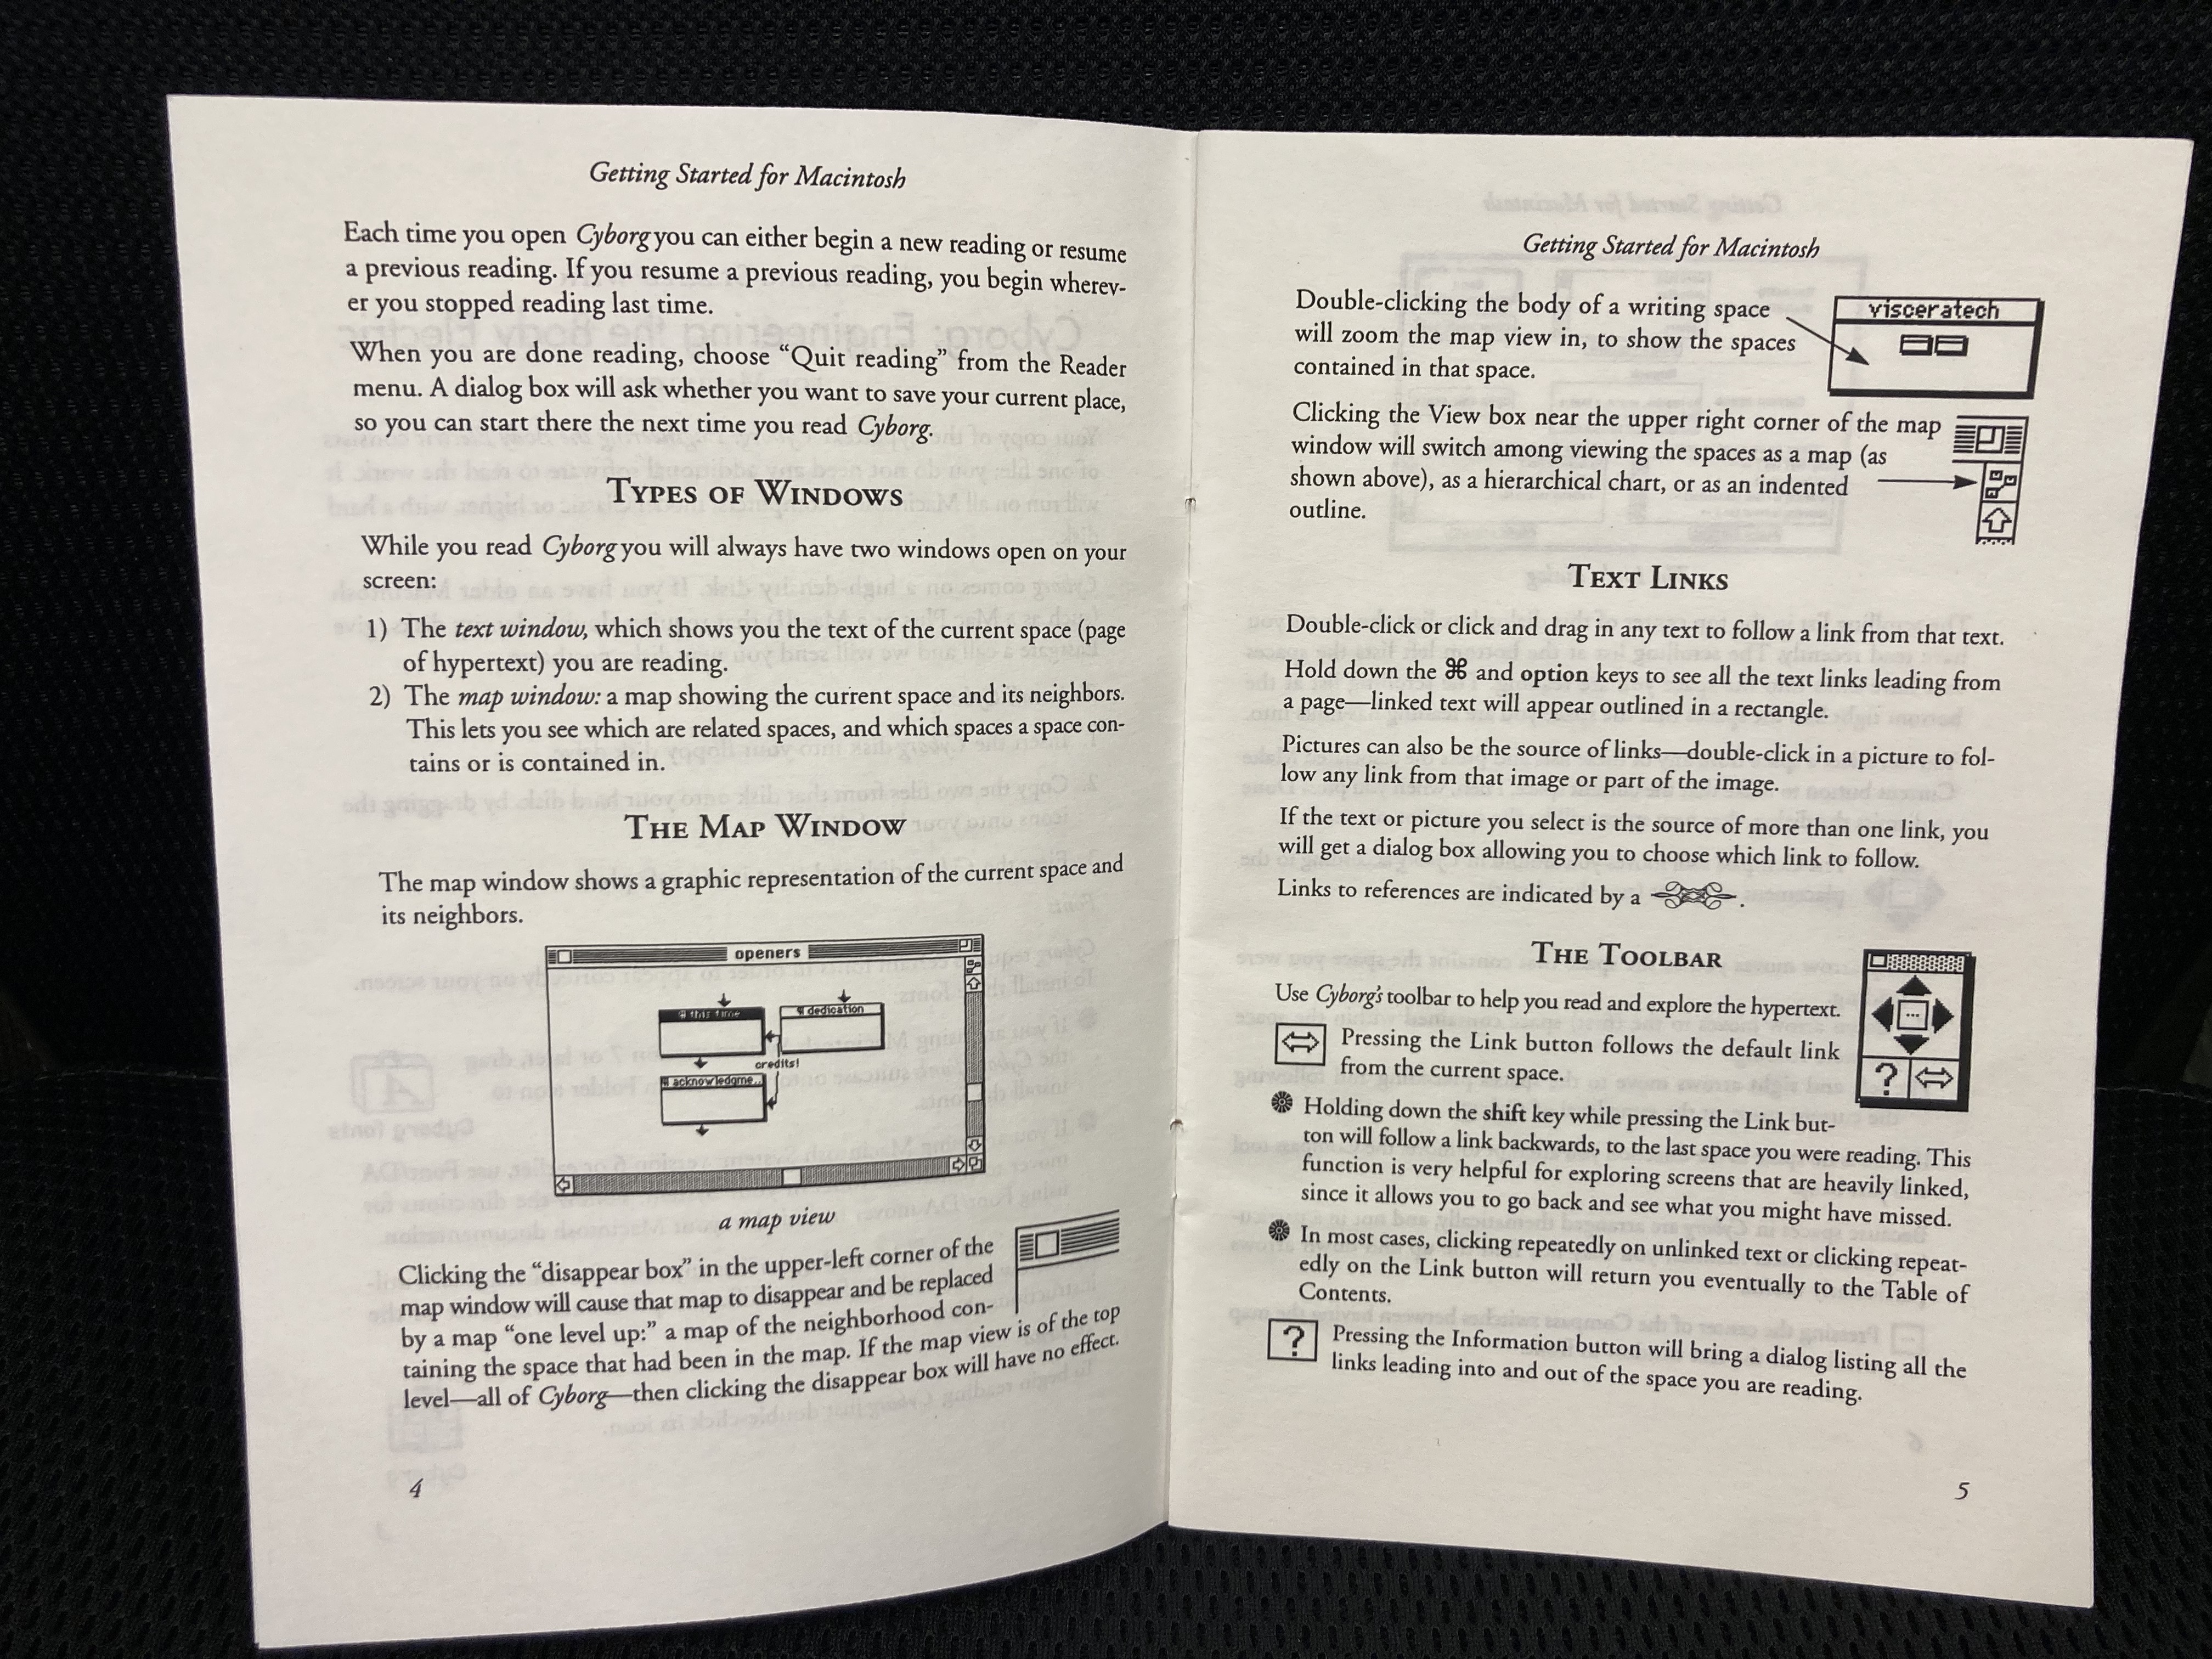 Getting Started for Macintosh
Each time you open Cyborg you can either begin a new reading or resume
a previous reading. If you resume a previous reading, you begin wherev-
er you stopped reading last time.
When you are done reading, choose “Quit reading” from the Reader
menu. A dialog box will ask whether you want to save your current place,
so you can start there the next time you read Cyborg.
TYPES OF WINDOWS
While you read Cyborg you will always have two windows open on your
screen:
1) The text window, which shows you the text of the current space (page
of hypertext) you are reading.
2) The map window: a map showing the current space and its neighbors.
This lets you see which are related spaces, and which spaces a space con-
tains or is contained in.
THE MAP WINDOW
The map window shows a graphic representation of the current space and
its neighbors.
openers
this time
dedication
credits!
acknowledgme..
a map view
Clicking the “disappear box” in the upper-left corner of the
map window will cause that map to disappear and be replaced
by a map “one level up:” a map of the neighborhood con-
taining the space that had been in the map. If the map view is of the top
level—all of Cyborg—then clicking the disappear box will have no effect.
4
Getting Started for Macintosh
Double-clicking the body of a writing space
will zoom the map view in, to show the spaces
contained in that space.
visceratech
Clicking the View box near the upper right corner of the map
window will switch among viewing the spaces as a map (as
shown above), as a hierarchical chart, or as an indented
outline.
TEXT LINKS
Double-click or click and drag in any text to follow a link from that text.
Hold down the ⌘ and option keys to see all the text links leading from
a page—linked text will appear outlined in a rectangle.
Pictures can also be the source of links—double-click in a picture to fol-
low any link from that image or part of the image.
If the text or picture you select is the source of more than one link, you
will get a dialog box allowing you to choose which link to follow.
Links to references are indicated by a .
THE TOOLBAR
Use Cyborg's toolbar to help you read and explore the hypertext.
Pressing the Link button follows the default link
from the current space.
...
?
Holding down the shift key while pressing the Link but-
ton will follow a link backwards, to the last space you were reading. This
function is very helpful for exploring screens that are heavily linked,
since it allows you to go back and see what you might have missed.
In most cases, clicking repeatedly on unlinked text or clicking repeat-
edly on the Link button will return you eventually to the Table of
Contents.
? Pressing the Information button will bring a dialog listing all the
links leading into and out of the space you are reading.
5